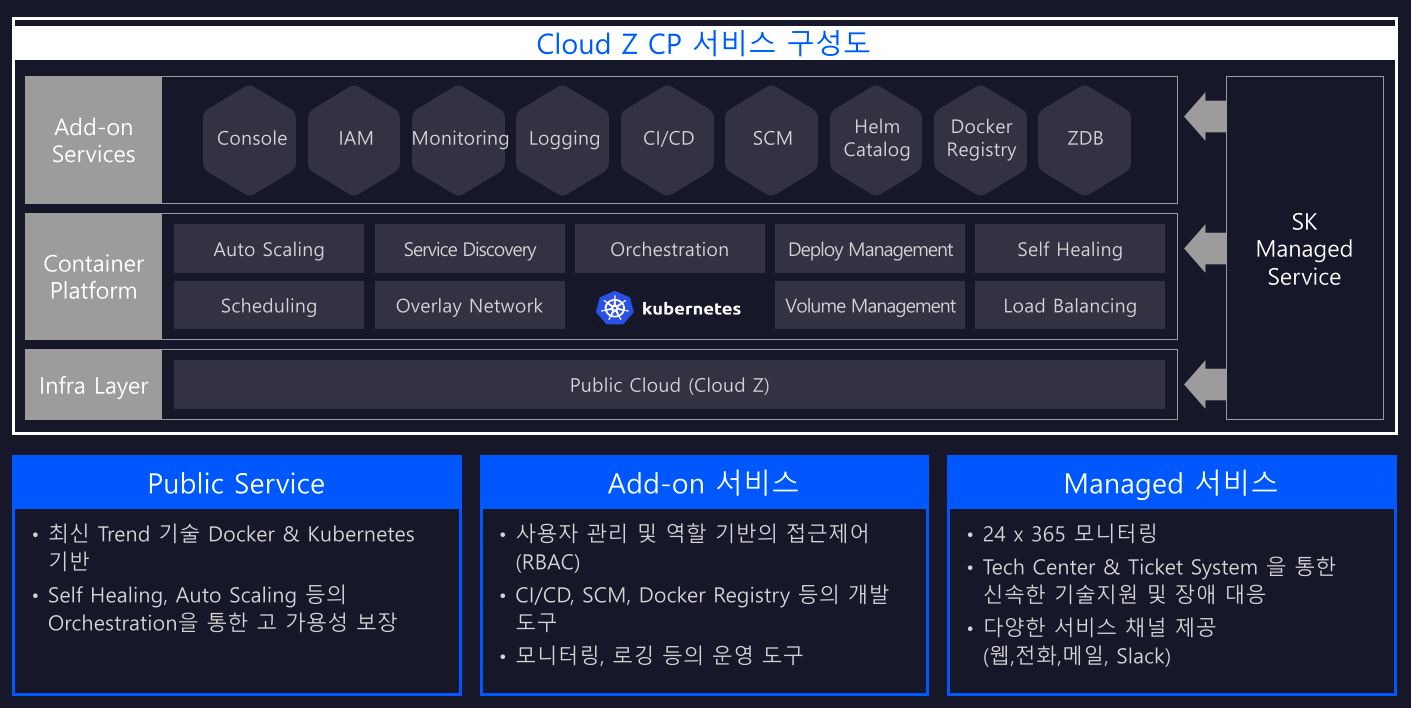 Cloud Z CP 서비스 구성도
Add-on
Services
Console
IAM
Monitoring
Logging
CI/CD
SCM
Helm
Catalog
Docker
Registry
ZDB
Container
Platform
Auto Scaling
Service Discovery
Orchestration
Deploy Management
Self Healing
Scheduling
Overlay Network
kubernetes
Volume Management
Load Balancing
Infra Layer
Public Cloud (Cloud Z)
SK
Managed
Service
Public Service
• 최신 Trend 기술 Docker & Kubernetes
기반
• Self Healing, Auto Scaling 등의
Orchestration을 통한 고 가용성 보장
Add-on 서비스
• 사용자 관리 및 역할 기반의 접근제어
(RBAC)
• CI/CD, SCM, Docker Registry 등의 개발
도구
• 모니터링, 로깅 등의 운영 도구
Managed 서비스
• 24 x 365 모니터링
• Tech Center & Ticket System 을 통한
신속한 기술지원 및 장애 대응
• 다양한 서비스 채널 제공
(웹,전화,메일, Slack)